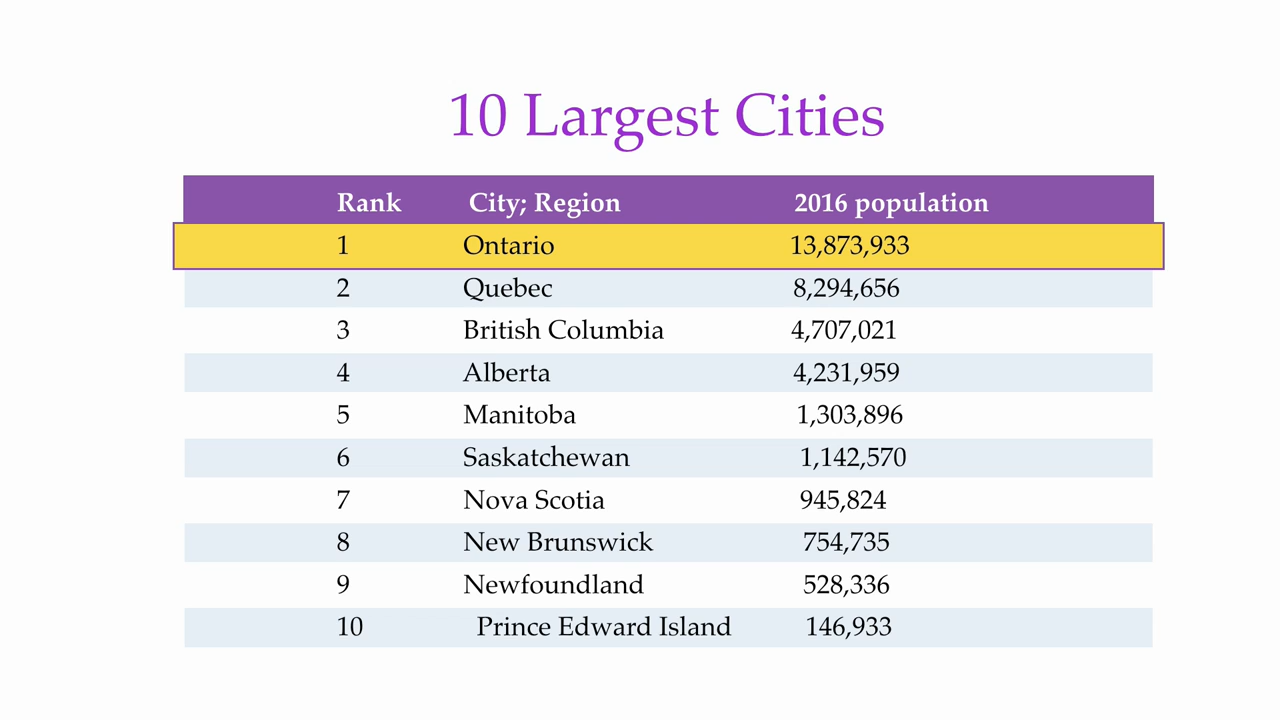 10 Largest Cities
Rank City; Region 2016 population
1 Ontario 13,873,933
2 Quebec 8,294,656
3 British Columbia 4,707,021
4 Alberta 4,231,959
5 Manitoba 1,303,896
6 Saskatchewan 1,142,570
7 Nova Scotia 945,824
8 New Brunswick 754,735
9 Newfoundland 528,336
10 Prince Edward Island 146,933